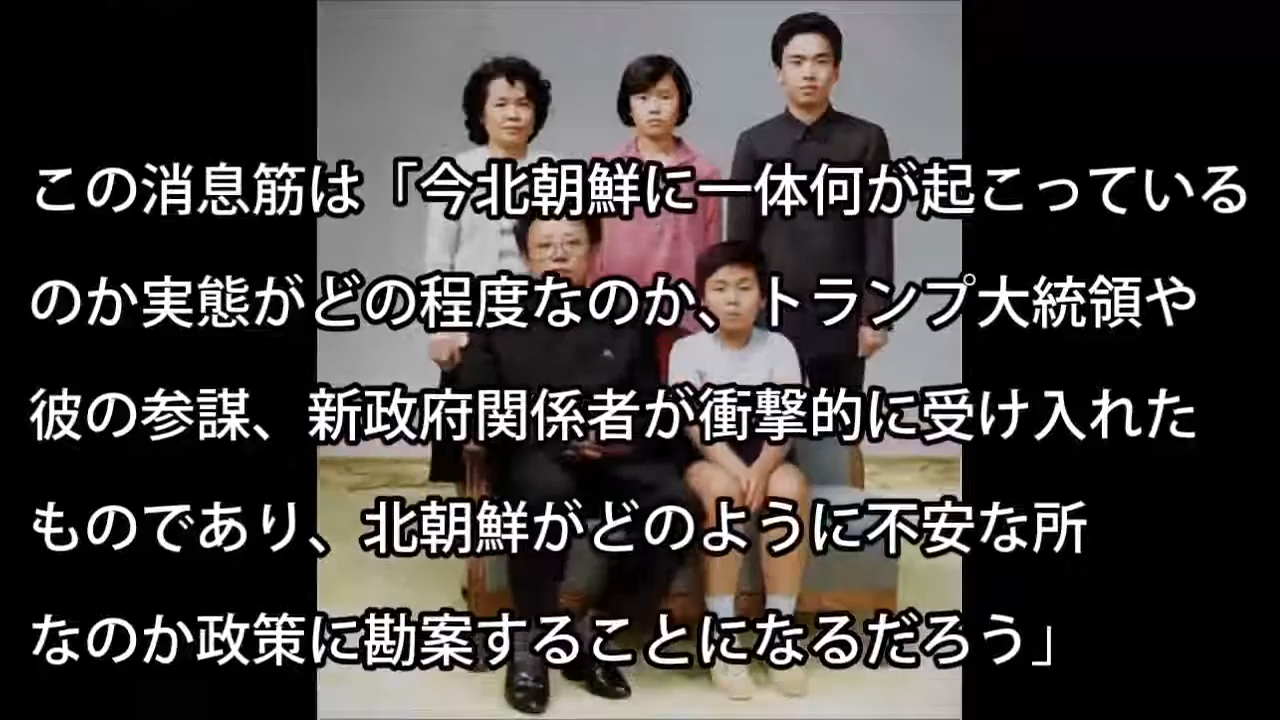 この消息筋は「今北朝鮮に一体何が起こっている
のか実態がどの程度なのか、トランプ大統領や
彼の参謀、新政府関係者が衝撃的に受け入れた
ものであり、北朝鮮がどのように不安な所
なのか政策に勘案することになるだろう」